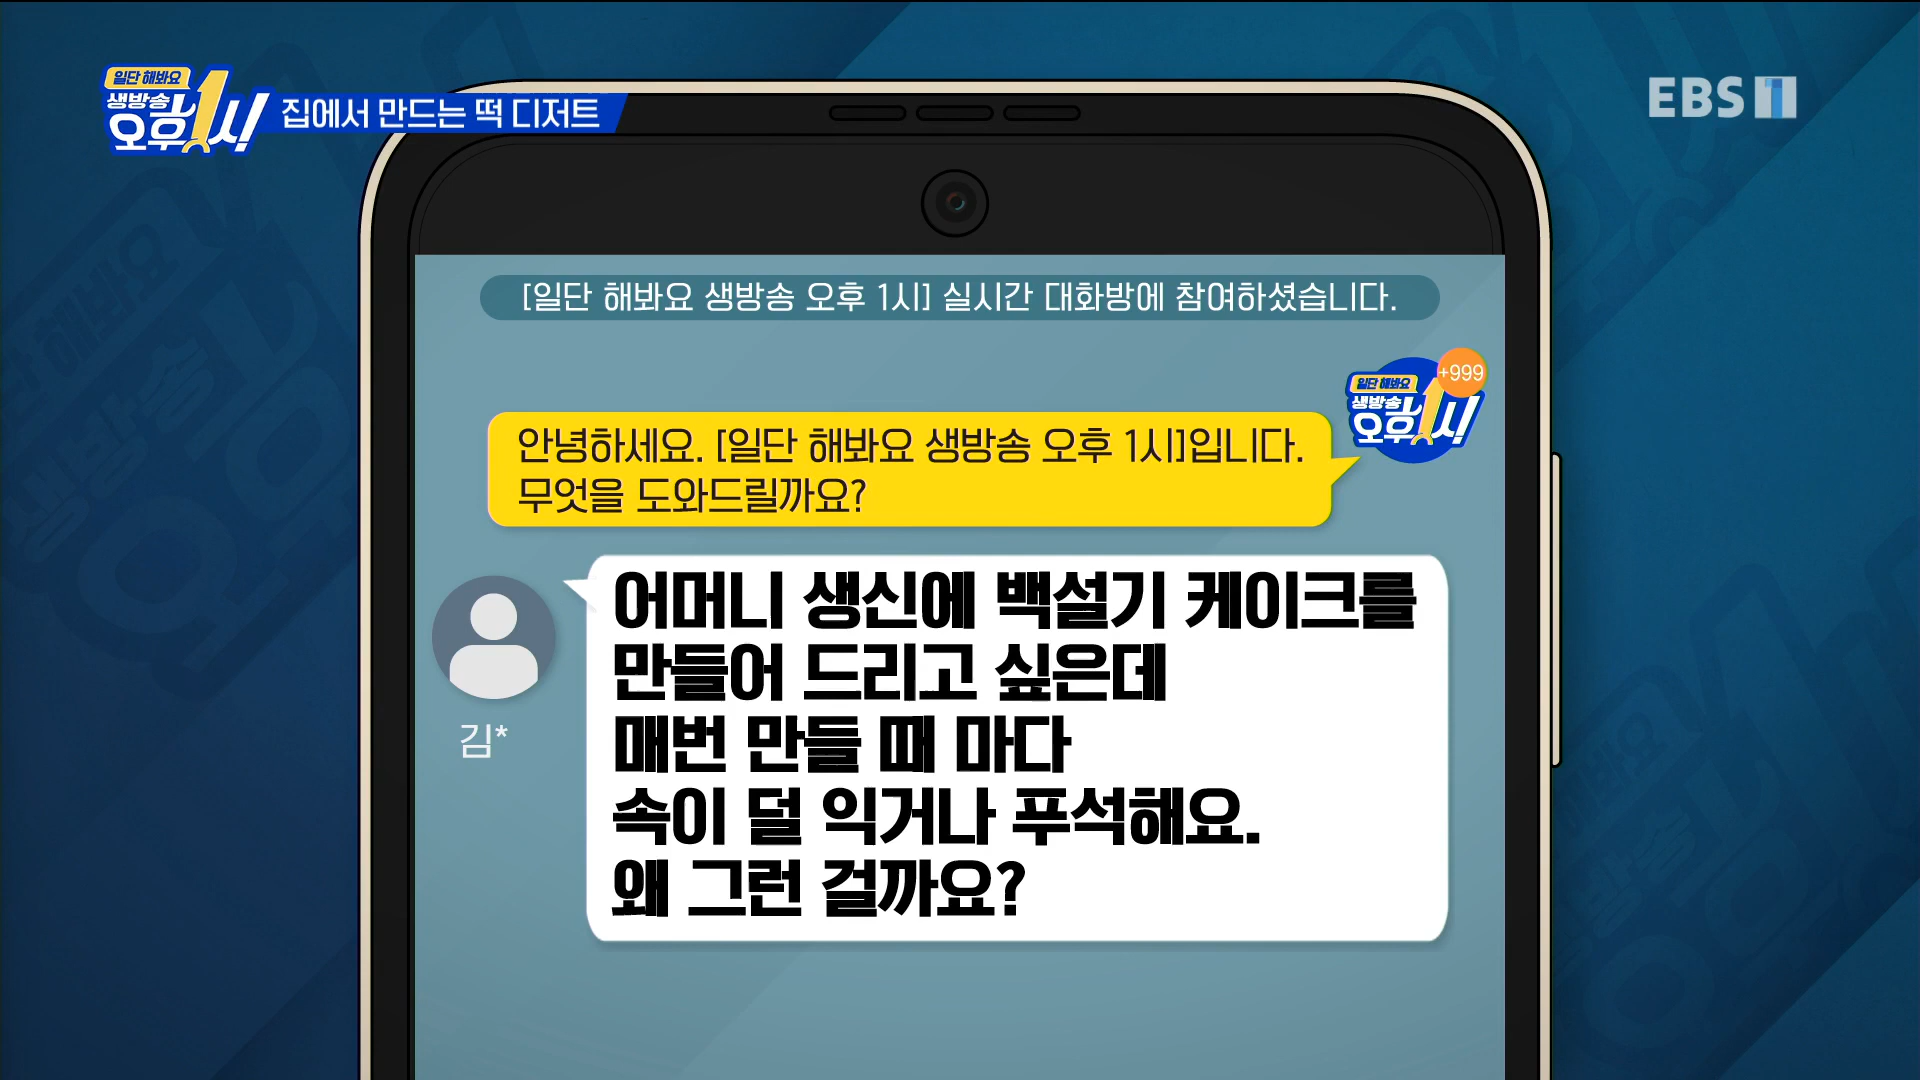 일단 해봐요
생방송
오후1시!
집에서 만드는 떡 디저트
EBS 1
[일단 해봐요 생방송 오후 1시] 실시간 대화방에 참여하셨습니다.
+999
일단 해봐요
생방송
오후1시!
안녕하세요. [일단 해봐요 생방송 오후 1시]입니다.
무엇을 도와드릴까요?
김*
어머니 생신에 백설기 케이크를
만들어 드리고 싶은데
매번 만들 때 마다
속이 덜 익거나 푸석해요.
왜 그런 걸까요?